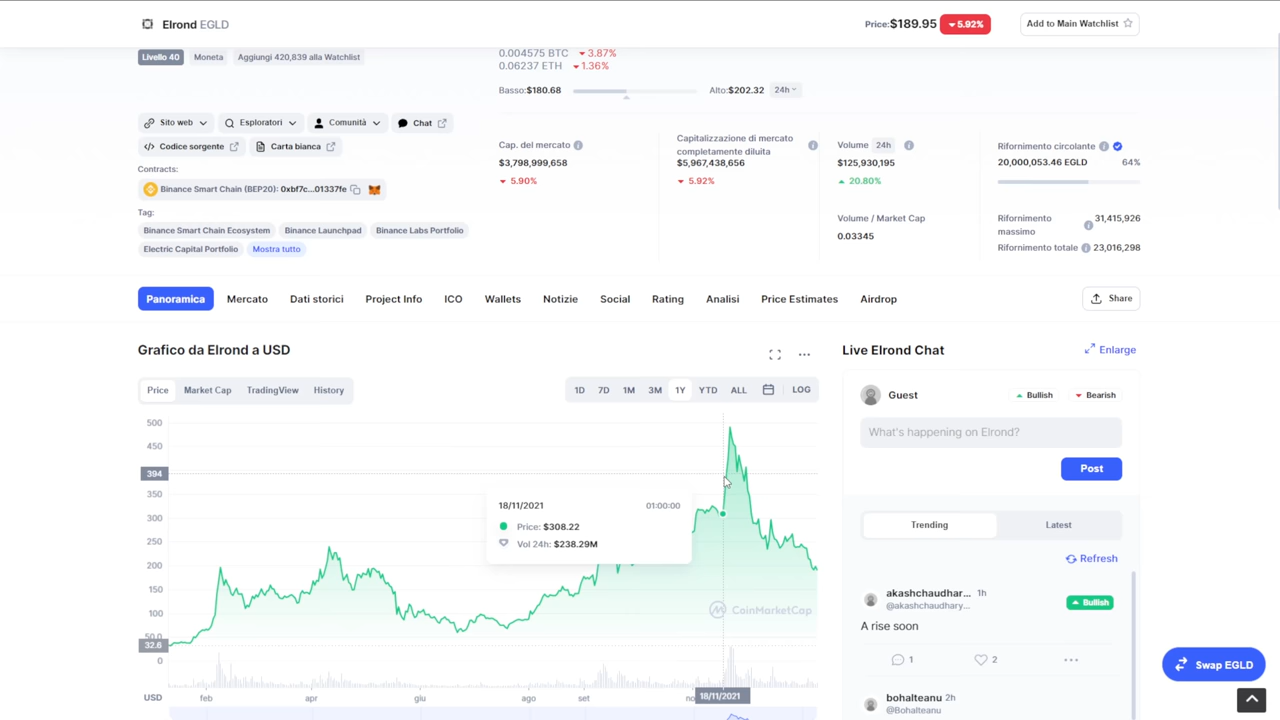 Elrond EGLD
Price:$189.95 5.92%
Add to Main Watchlist
Livello 40 Moneta Aggiungi 420,839 alla Watchlist
0.004575 BTC 3.87%
0.06237 ETH 1.36%
Basso:$180.68 Alto:$202.32 24h
Sito web Esploratori Comunità Chat
Codice sorgente Carta bianca
Contracts:
Binance Smart Chain (BEP20): 0xbf7c...01337fe
Tag:
Binance Smart Chain Ecosystem Binance Launchpad Binance Labs Portfolio
Electric Capital Portfolio Mostra tutto
Cap. del mercato
$3,798,999,658
5.90%
Capitalizzazione di mercato
completamente diluita
$5,967,438,656
5.92%
Volume 24h
$125,930,195
20.80%
Volume / Market Cap
0.03345
Rifornimento circolante
20,000,053.46 EGLD 64%
Rifornimento
massimo
31,415,926
Rifornimento totale 23,016,298
Panoramica Mercato Dati storici Project Info ICO Wallets Notizie Social Rating Analisi Price Estimates Airdrop
Share
Grafico da Elrond a USD
Price Market Cap TradingView History
1D 7D 1M 3M 1Y YTD ALL LOG
500
450
394
350
300
250
200
150
100
50.0
32.6
0
18/11/2021 01:00:00
Price: $308.22
Vol 24h: $238.29M
CoinMarketCap
USD feb apr giu ago set no 18/11/2021
Live Elrond Chat Enlarge
Guest Bullish Bearish
What's happening on Elrond?
Post
Trending Latest
Refresh
akashchaudhar... 1h
@akashchaudhary...
Bullish
A rise soon
1 2
bohalteanu 2h
@Bohalteanu
Swap EGLD